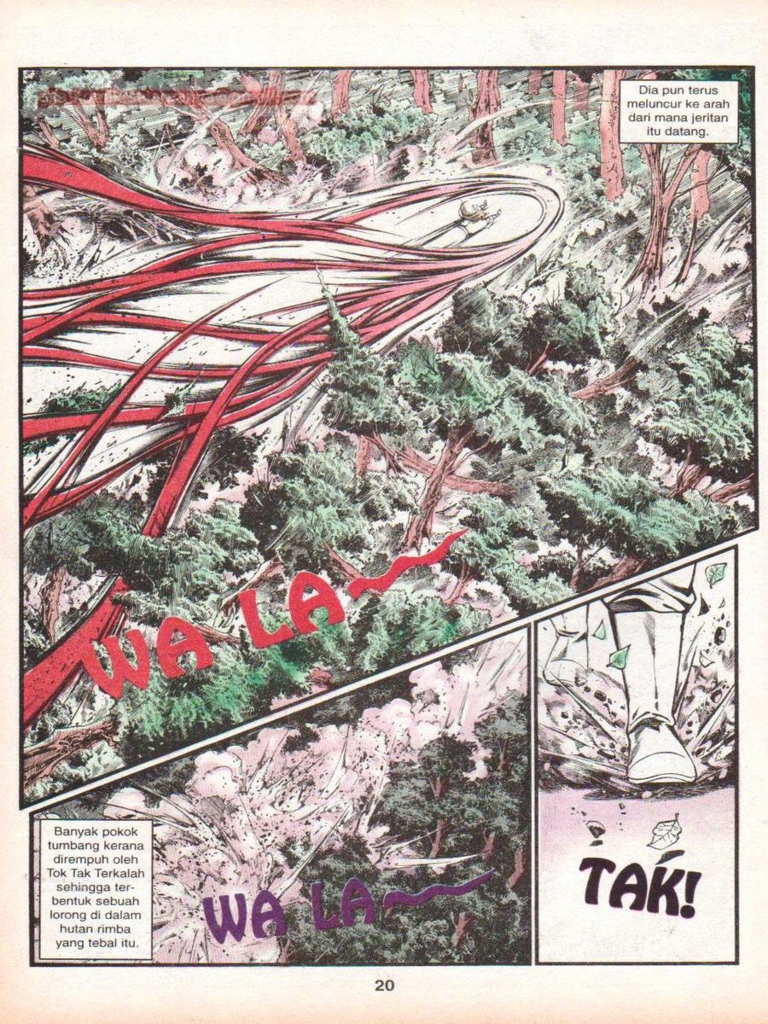 Dia pun terus
meluncur ke arah
dari mana jeritan
itu datang.
WA LA
Banyak pokok
tumbang kerana
dirempuh oleh
Tok Tak Terkalah
sehingga ter-
bentuk sebuah
lorong di dalam
hutan rimba
yang tebal itu.
WA LA
TAK!
20